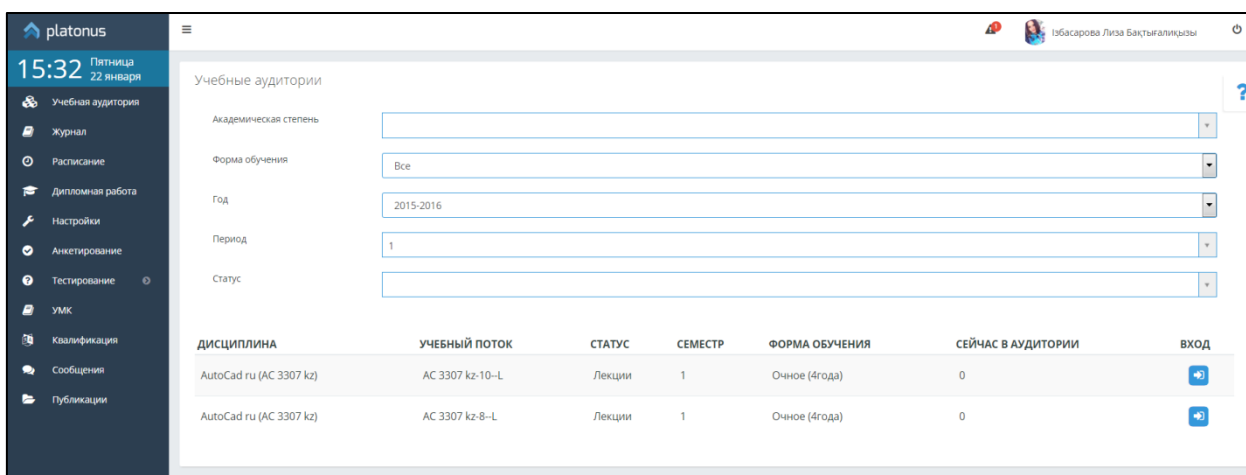 platonus
1
Ізбасарова Лиза Бақтығалиқызы
15:32 Пятница
22 января
Учебная аудитория
Журнал
Расписание
Дипломная работа
Настройки
Анкетирование
Тестирование
УМК
Квалификация
Сообщения
Публикации
Учебные аудитории
?
Академическая степень
Форма обучения Все
Год 2015-2016
Период 1
Статус
ДИСЦИПЛИНА УЧЕБНЫЙ ПОТОК СТАТУС СЕМЕСТР ФОРМА ОБУЧЕНИЯ СЕЙЧАС В АУДИТОРИИ ВХОД
AutoCad ru (AC 3307 kz) AC 3307 kz-10--L Лекции 1 Очное (4года) 0
AutoCad ru (AC 3307 kz) AC 3307 kz-8--L Лекции 1 Очное (4года) 0